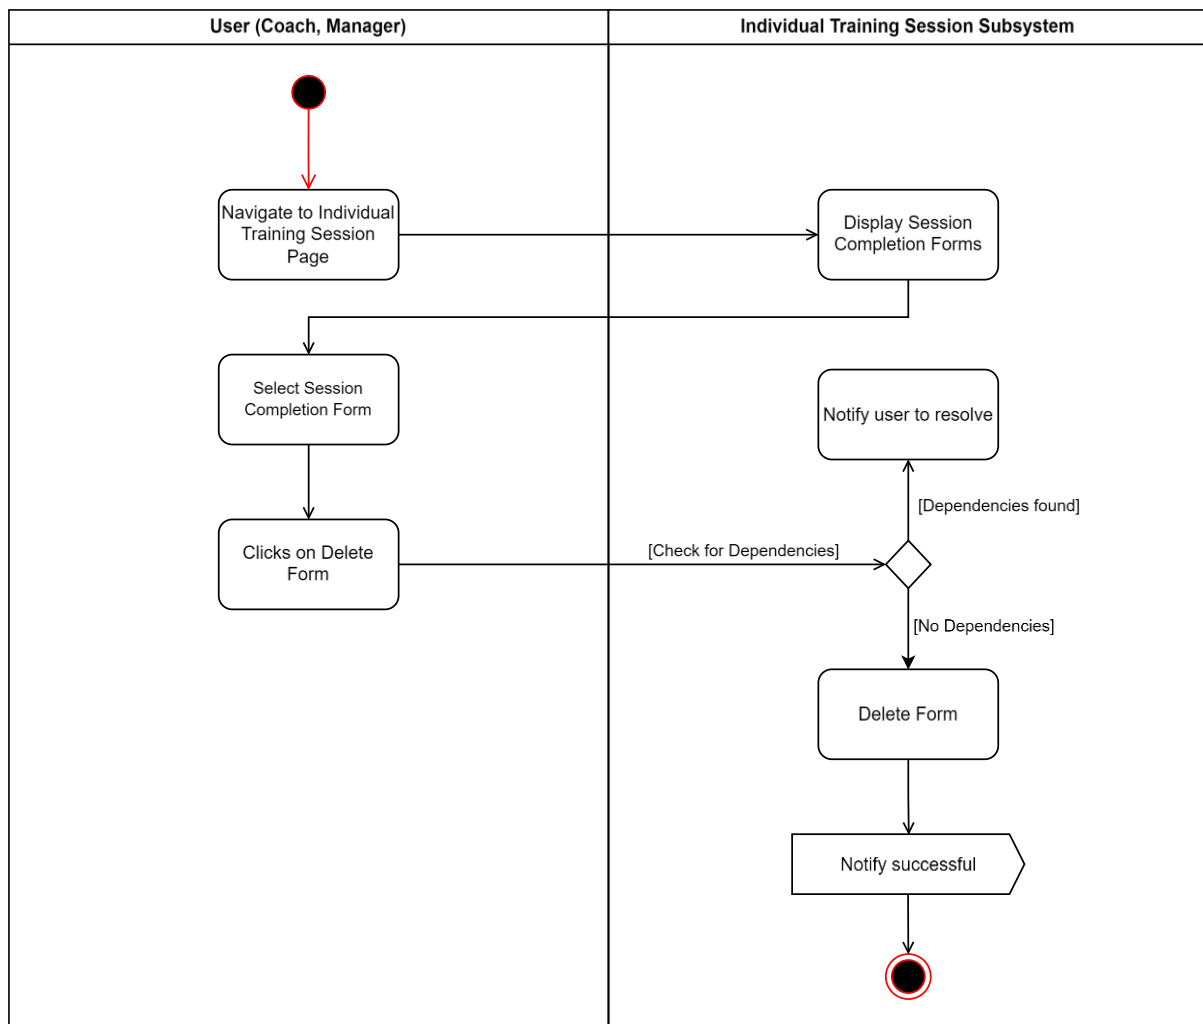 User (Coach, Manager)
Individual Training Session Subsystem
Navigate to Individual
Training Session
Page
Display Session
Completion Forms
Select Session
Completion Form
Notify user to resolve
[Dependencies found]
Clicks on Delete
Form
[Check for Dependencies]
[No Dependencies]
Delete Form
Notify successful